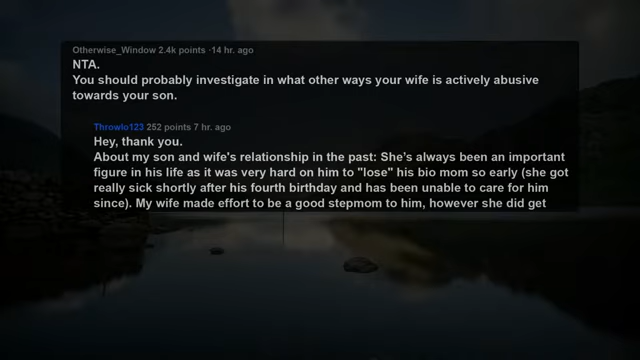 Otherwise_Window 2.4k points ·14 hr. ago
NTA.
You should probably investigate in what other ways your wife is actively abusive
towards your son.
Throwlo123 252 points 7 hr. ago
Hey, thank you.
About my son and wife's relationship in the past: She's always been an important
figure in his life as it was very hard on him to "lose" his bio mom so early (she got
really sick shortly after his fourth birthday and has been unable to care for him
since). My wife made effort to be a good stepmom to him, however she did get